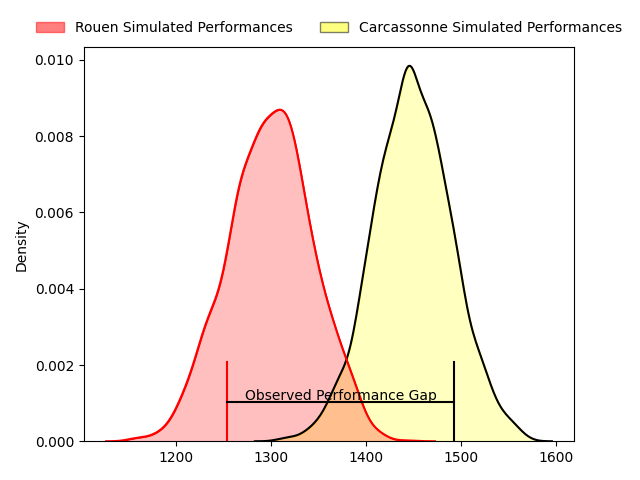 Rouen Simulated Performances
Carcassonne Simulated Performances
0.010
0.008
0.006
0.004
0.002
0.000
Density
Observed Performance Gap
1200 1300 1400 1500 1600